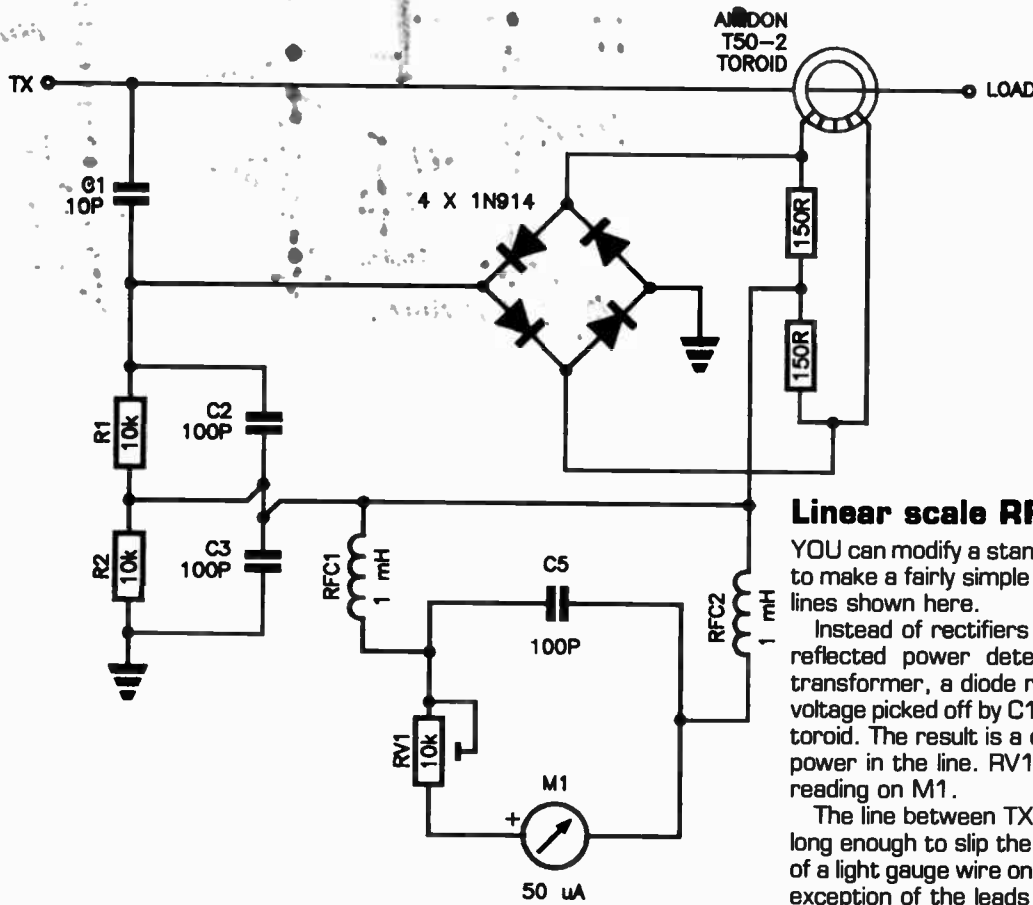 AMIDON
T50-2
TOROID
TX
LOAD
C1
10P
4 X 1N914
150R
150R
R1
10k
C2
100P
R2
10k
C3
100P
RFC1
1 mH
C5
100P
RFC2
1 mH
RV1
10k
M1
+
50 uA
Linear scale RF
YOU can modify a stan
to make a fairly simple
lines shown here.
Instead of rectifiers
reflected power dete
transformer, a diode r
voltage picked off by C1
toroid. The result is a
power in the line. RV1
reading on M1.
The line between TX
long enough to slip the
of a light gauge wire on
exception of the leads